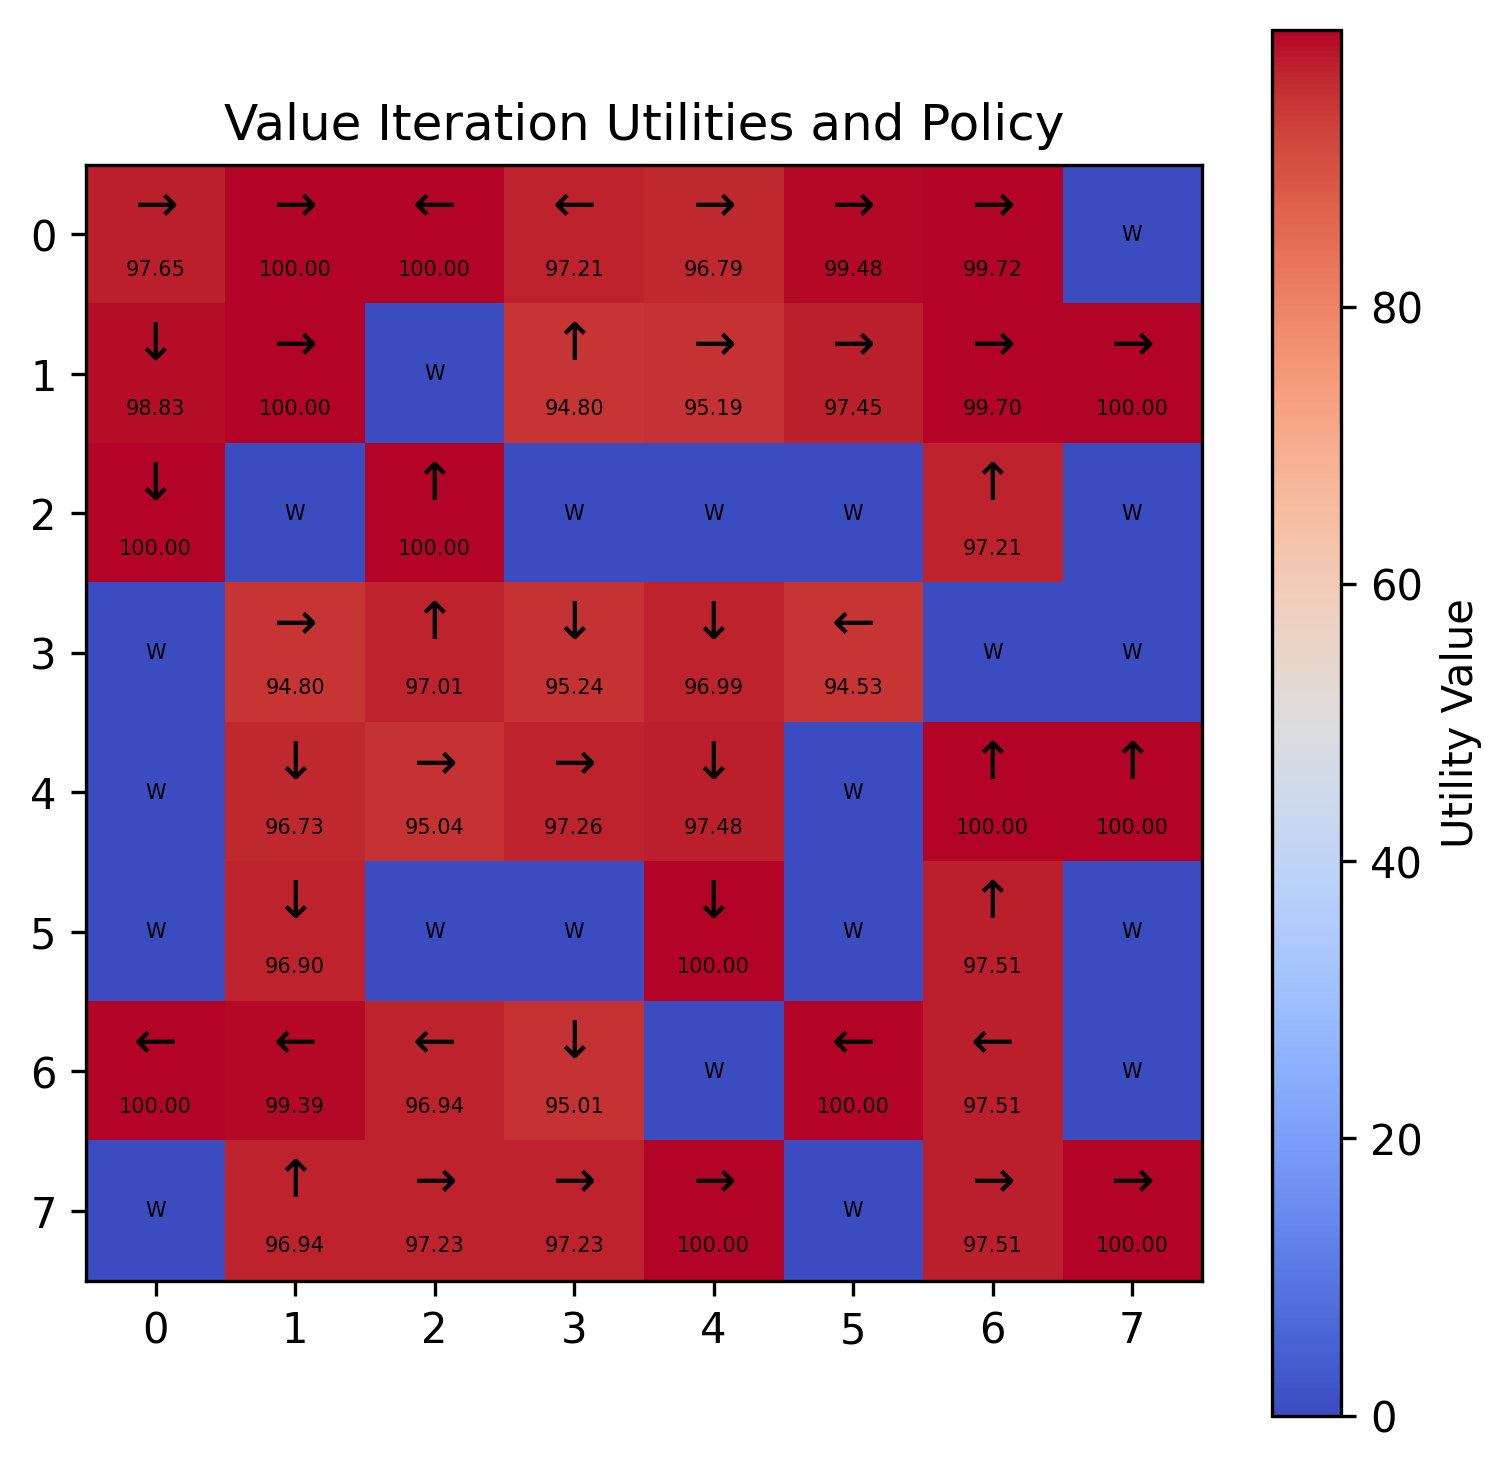 Value Iteration Utilities and Policy
0 → → ← ← → → → W
97.65 100.00 100.00 97.21 96.79 99.48 99.72
1 ↓ → W ↑ → → → →
98.83 100.00 94.80 95.19 97.45 99.70 100.00
2 ↓ W ↑ W W W ↑ W
100.00 100.00 97.21
3 W → ↑ ↓ ↓ ← W W
94.80 97.01 95.24 96.99 94.53
4 W ↓ → → ↓ W ↑ ↑
96.73 95.04 97.26 97.48 100.00 100.00
5 W ↓ W W ↓ W ↑ W
96.90 100.00 97.51
6 ← ← ← ↓ W ← ← W
100.00 99.39 96.94 95.01 100.00 97.51
7 W ↑ → → → W → →
96.94 97.23 97.23 100.00 97.51 100.00
0 1 2 3 4 5 6 7
80
60
40
20
0
Utility Value